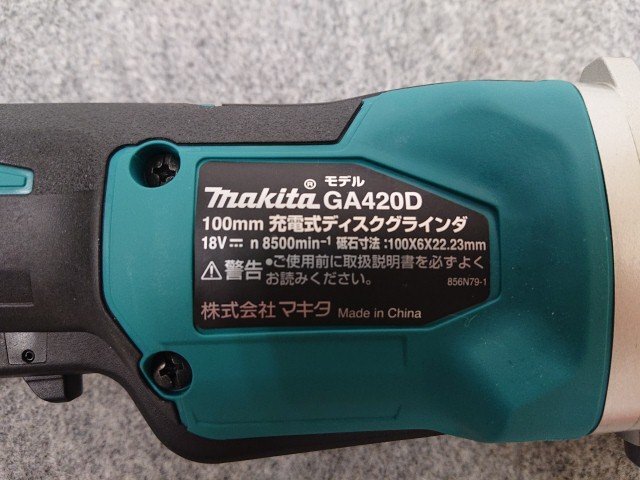 モデル
makita® GA420D
100mm 充電式ディスクグラインダ
18V⎓ n 8500min⁻¹ 砥石寸法:100X6X22.23mm
⚠警告 •ご使用前に取扱説明書を必ずよく
お読みください。
856N79-1
株式会社マキタ Made in China